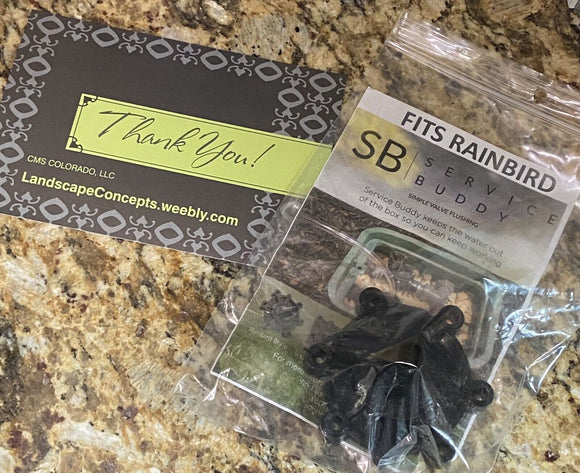 Thank You!
CMS COLORADO, LLC
LandscapeConcepts.weebly.com
FITS RAINBIRD
SB SERVICE
BUDDY
SIMPLE VALVE FLUSHING
Service Buddy keeps the water out
of the box so you can keep working
For